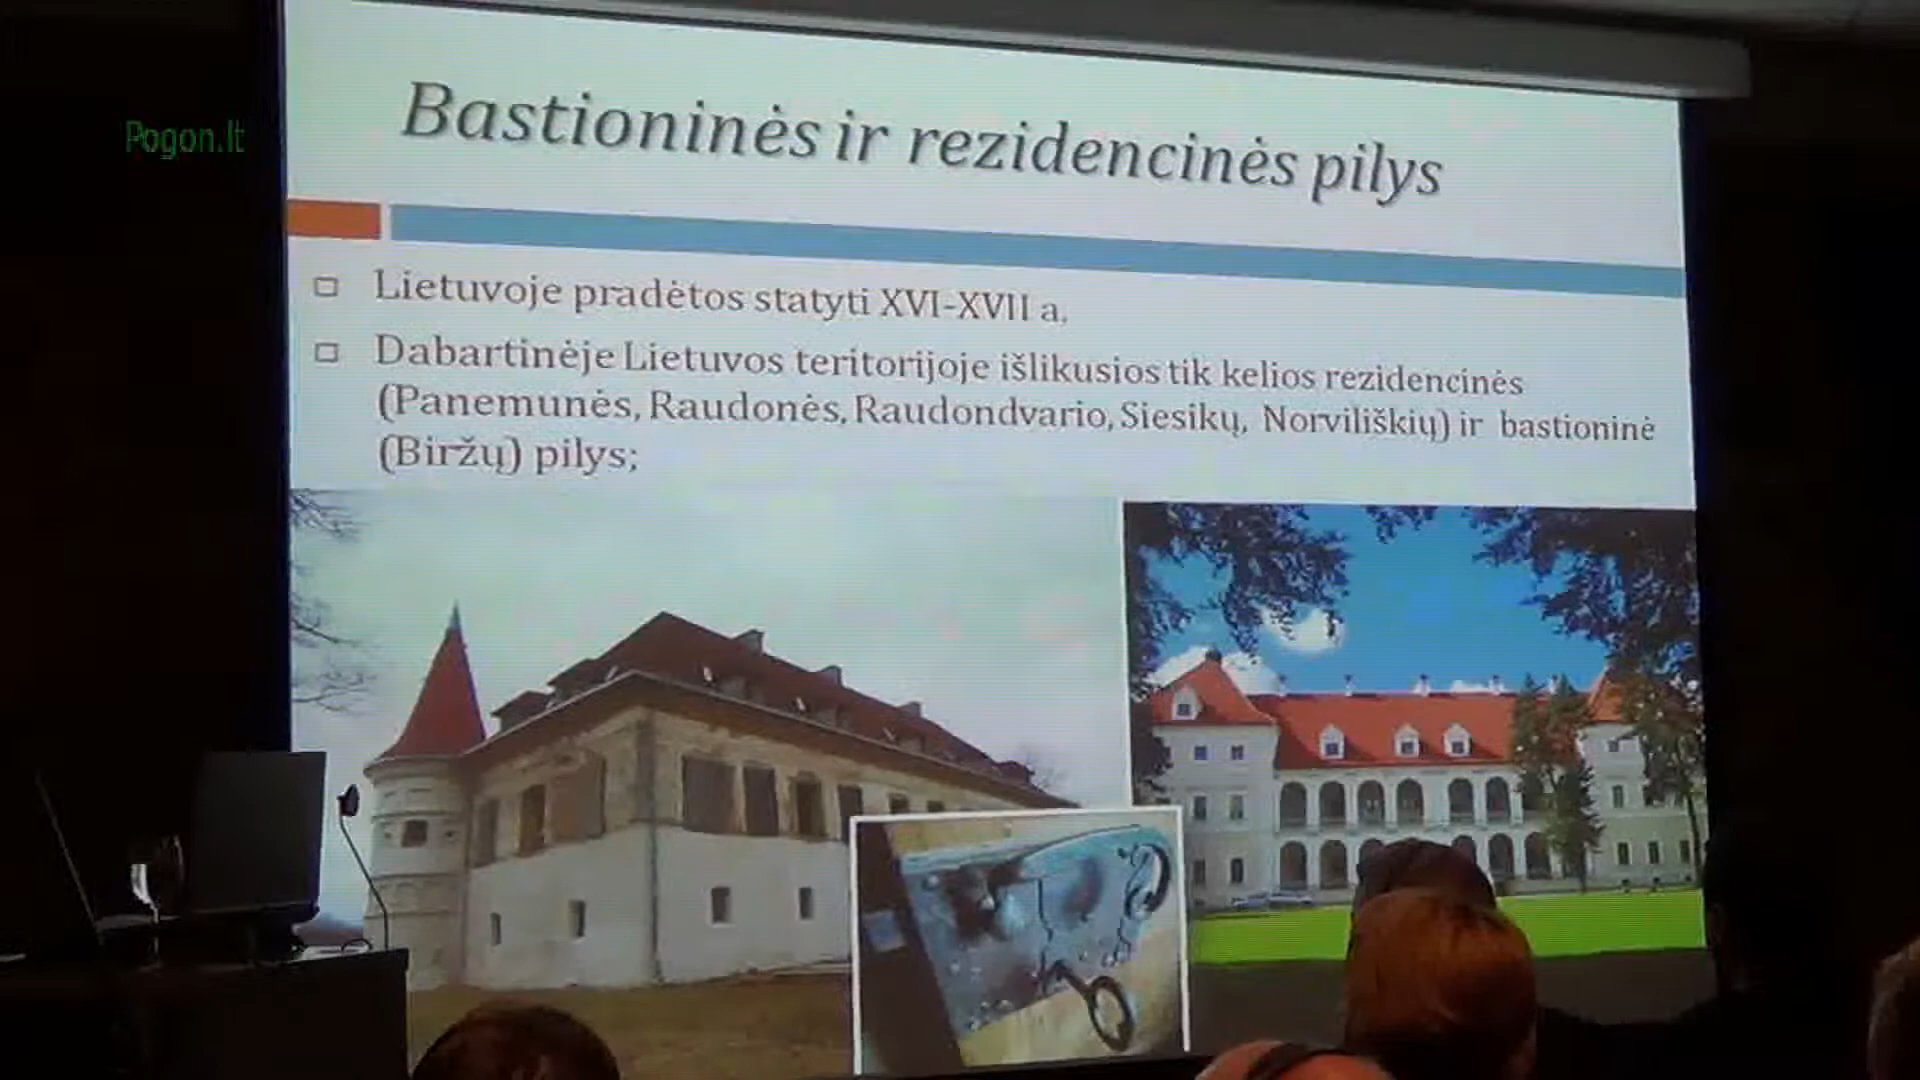 Pogon.lt
Bastioninės ir rezidencinės pilys
Lietuvoje pradėtos statyti XVI-XVII a.
Dabartinėje Lietuvos teritorijoje išlikusios tik kelios rezidencinės
(Panemunės, Raudonės, Raudondvario, Siesikų, Norviliškių) ir bastioninė
(Biržų) pilys;